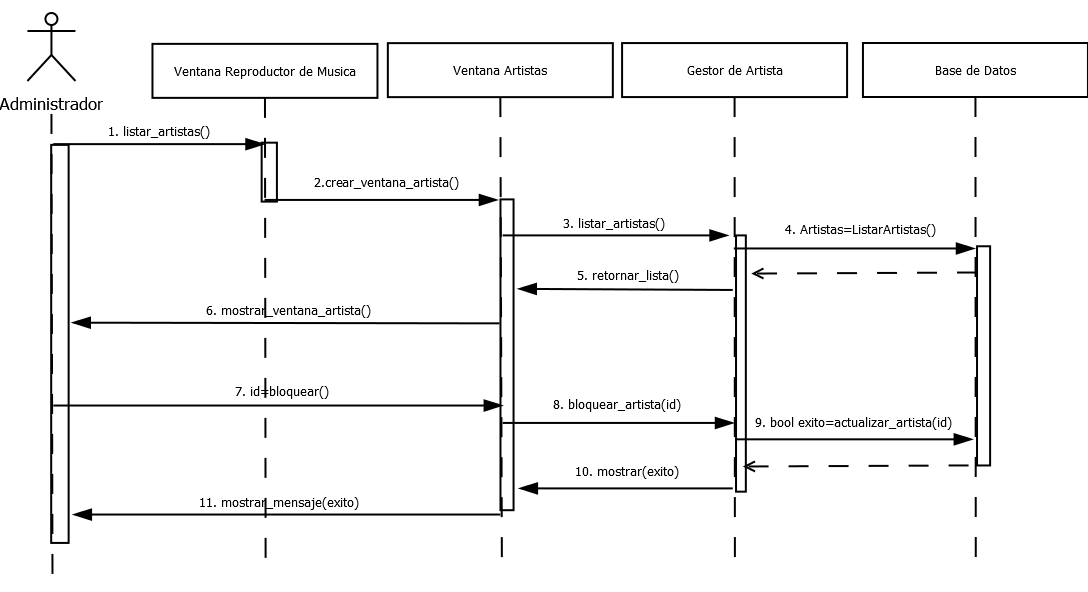 Administrador
Ventana Reproductor de Musica
Ventana Artistas
Gestor de Artista
Base de Datos
1. listar_artistas()
2.crear_ventana_artista()
3. listar_artistas()
4. Artistas=ListarArtistas()
5. retornar_lista()
6. mostrar_ventana_artista()
7. id=bloquear()
8. bloquear_artista(id)
9. bool exito=actualizar_artista(id)
10. mostrar(exito)
11. mostrar_mensaje(exito)